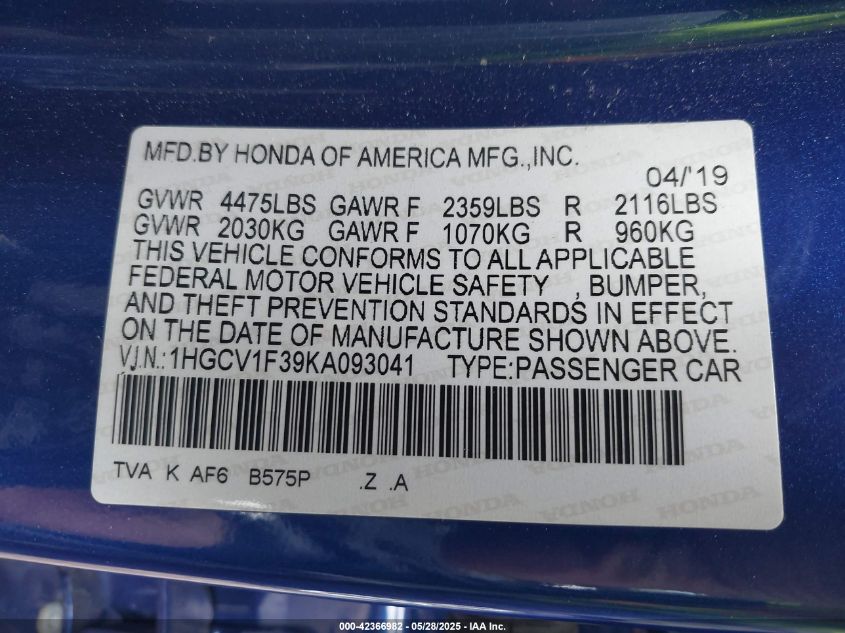 MFD.BY HONDA OF AMERICA MFG.,INC.
04/19
GVWR 4475LBS GAWR F 2359LBS R 2116LBS
GVWR 2030KG GAWR F 1070KG R 960KG
THIS VEHICLE CONFORMS TO ALL APPLICABLE
FEDERAL MOTOR VEHICLE SAFETY , BUMPER,
AND THEFT PREVENTION STANDARDS IN EFFECT
ON THE DATE OF MANUFACTURE SHOWN ABOVE.
V.I.N.:1HGCV1F39KA093041 TYPE:PASSENGER CAR
TVA K AF6 B575P .Z .A
000-42366982 - 05/28/2025 - IAA Inc.